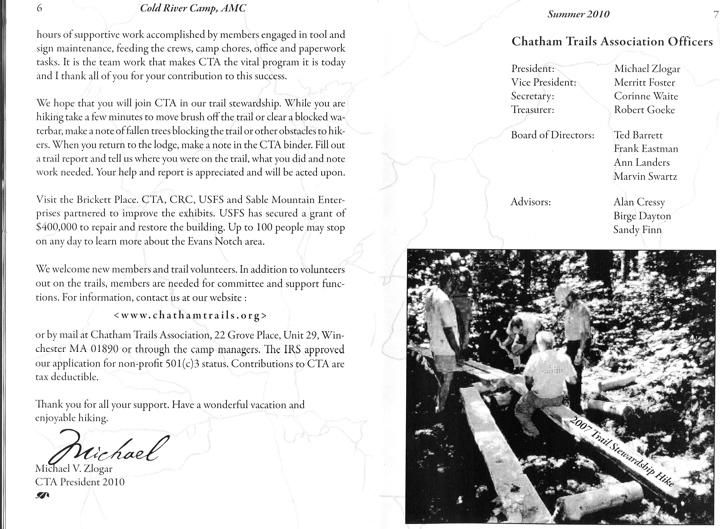 6
Cold River Camp, AMC
hours of supportive work accomplished by members engaged in tool and
sign maintenance, feeding the crews, camp chores, office and paperwork
tasks. It is the team work that makes CTA the vital program it is today
and I thank all of you for your contribution to this success.
We hope that you will join CTA in our trail stewardship. While you are
hiking take a few minutes to move brush off the trail or clear a blocked wa-
terbar, make a note of fallen trees blocking the trail or other obstacles to hik-
ers. When you return to the lodge, make a note in the CTA binder. Fill out
a trail report and tell us where you were on the trail, what you did and note
work needed. Your help and report is appreciated and will be acted upon.
Visit the Brickett Place. CTA, CRC, USFS and Sable Mountain Enter-
prises partnered to improve the exhibits. USFS has secured a grant of
$400,000 to repair and restore the building. Up to 100 people may stop
on any day to learn more about the Evans Notch area.
We welcome new members and trail volunteers. In addition to volunteers
out on the trails, members are needed for committee and support func-
tions. For information, contact us at our website :
<www.chathamtrails.org>
or by mail at Chatham Trails Association, 22 Grove Place, Unit 29, Win-
chester MA 01890 or through the camp managers. The IRS approved
our application for non-profit 501(c)3 status. Contributions to CTA are
tax deductible.
Thank you for all your support. Have a wonderful vacation and
enjoyable hiking.
Michael
Michael V. Zlogar
CTA President 2010
Summer 2010
7
Chatham Trails Association Officers
President: Michael Zlogar
Vice President: Merritt Foster
Secretary: Corinne Waite
Treasurer: Robert Goeke
Board of Directors: Ted Barrett
Frank Eastman
Ann Landers
Marvin Swartz
Advisors: Alan Cressy
Birge Dayton
Sandy Finn
2007 Trail Stewardship Hike